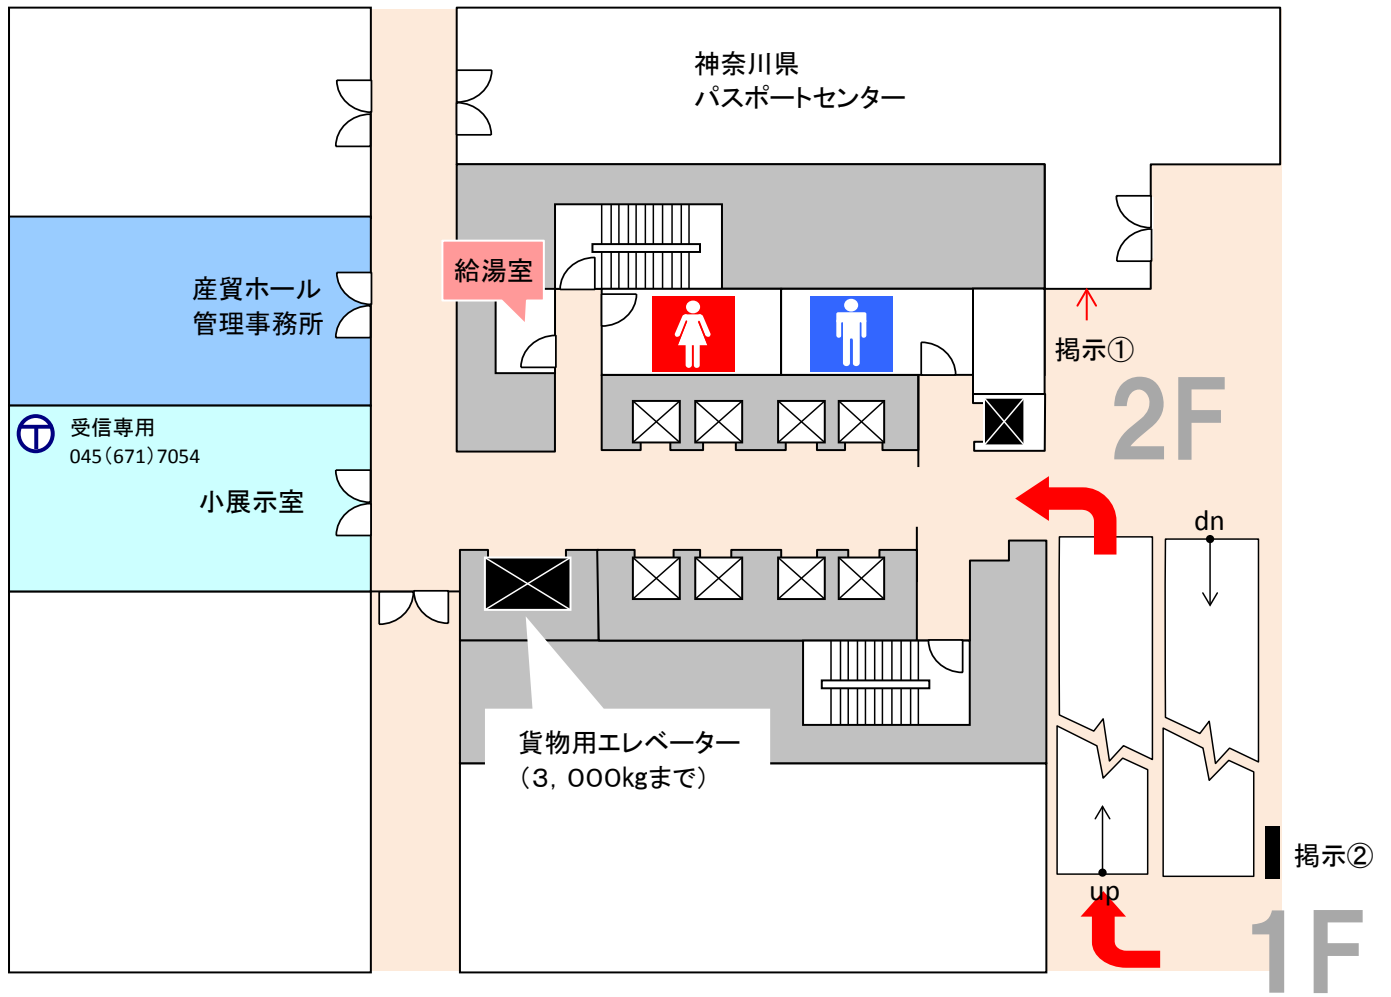 神奈川県
パスポートセンター
給湯室
産貿ホール
管理事務所
掲示①
2F
受信専用
045(671)7054
小展示室
dn
貨物用エレベーター
(3,000kgまで)
掲示②
up
1F